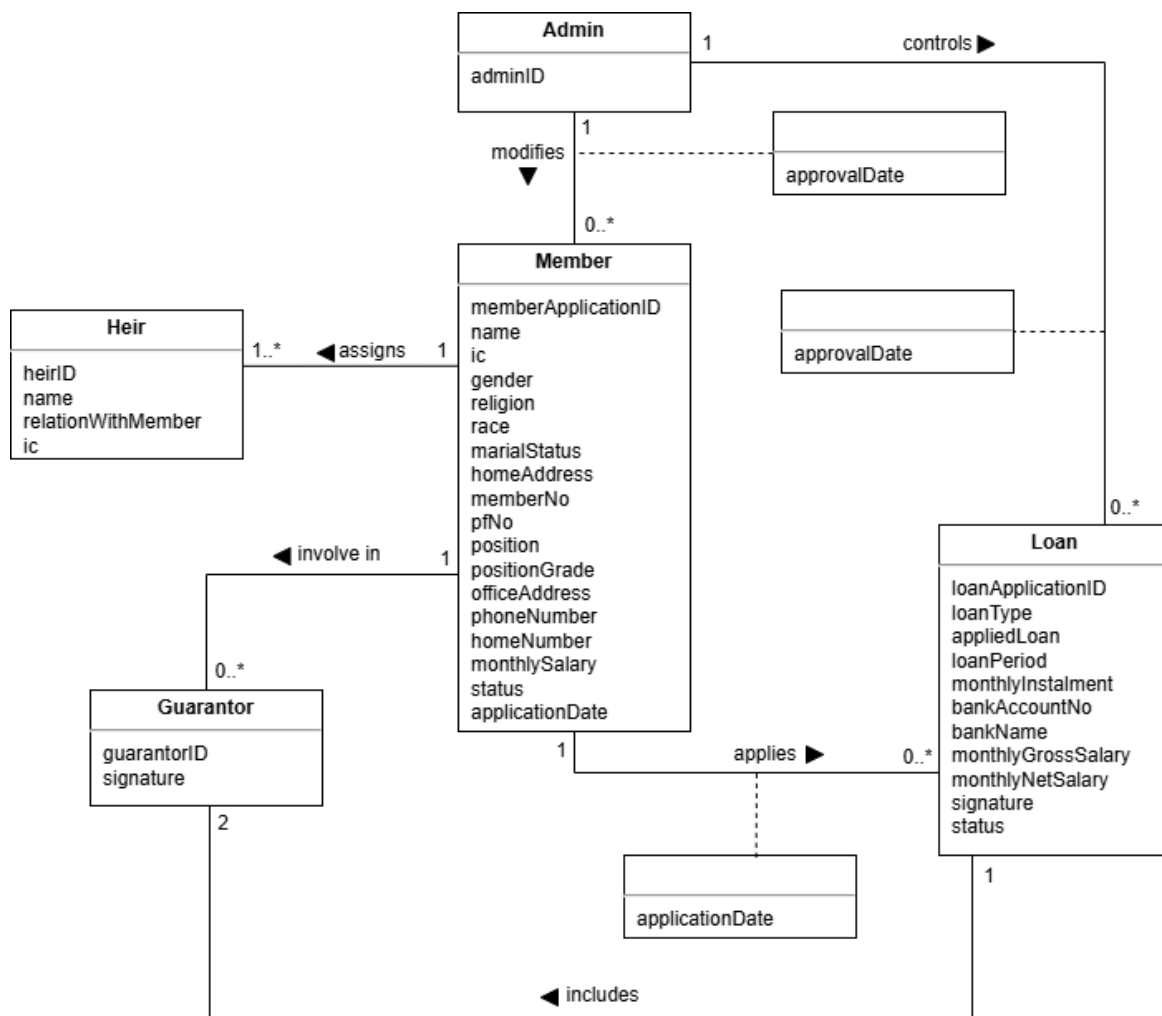 Admin
adminID
1
controls
1
modifies
approvalDate
0..*
Member
memberApplicationID
name
ic
gender
religion
race
marialStatus
homeAddress
memberNo
pfNo
position
positionGrade
officeAddress
phoneNumber
homeNumber
monthlySalary
status
applicationDate
approvalDate
Heir
heirID
name
relationWithMember
ic
1..*
assigns
1
involve in
1
0..*
0..*
Loan
loanApplicationID
loanType
appliedLoan
loanPeriod
monthlyInstalment
bankAccountNo
bankName
monthlyGrossSalary
monthlyNetSalary
signature
status
Guarantor
guarantorID
signature
1
applies
0..*
2
1
applicationDate
includes